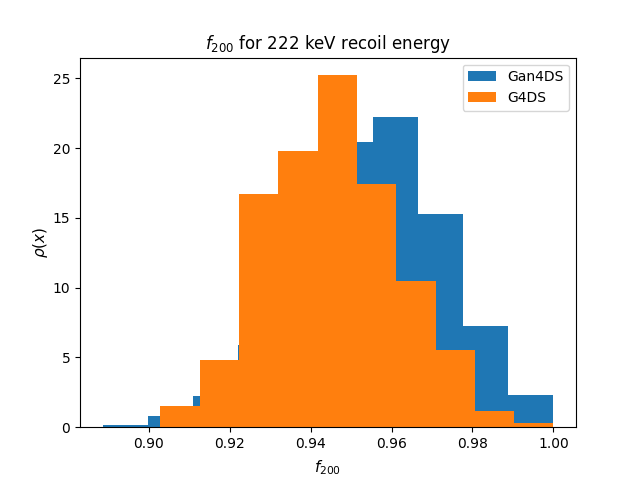 f₂₀₀ for 222 keV recoil energy
Gan4DS
G4DS
ρ(x)
25
20
15
10
5
0
0.90 0.92 0.94 0.96 0.98 1.00
f₂₀₀